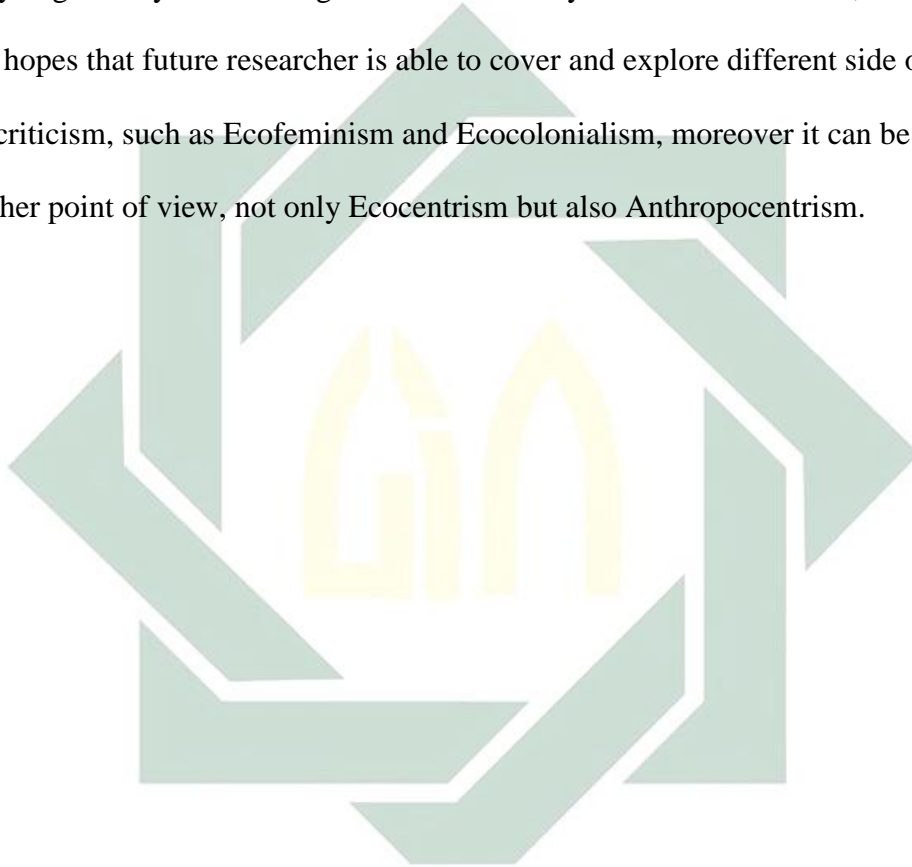 hopes that future researcher is able to cover and explore different side
criticism, such as Ecofeminism and Ecocolonialism, moreover it can be
her point of view, not only Ecocentrism but also Anthropocentrism.